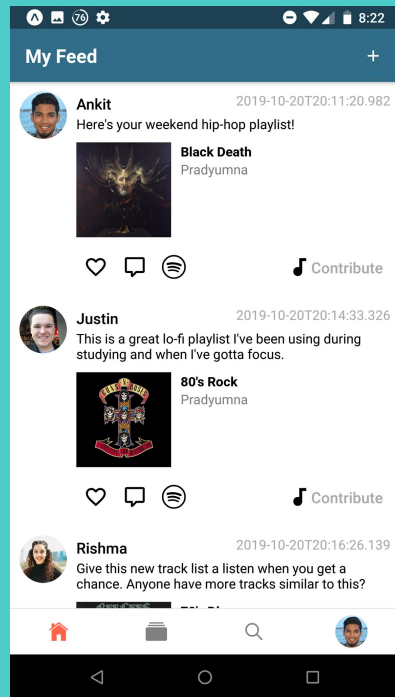 76
8:22
My Feed
+
Ankit
2019-10-20T20:11:20.982
Here's your weekend hip-hop playlist!
Black Death
Pradyumna
Contribute
Justin
2019-10-20T20:14:33.326
This is a great lo-fi playlist I've been using during
studying and when I've gotta focus.
80's Rock
Pradyumna
GUNS N' ROSES
Contribute
Rishma
2019-10-20T20:16:26.139
Give this new track list a listen when you get a
chance. Anyone have more tracks similar to this?